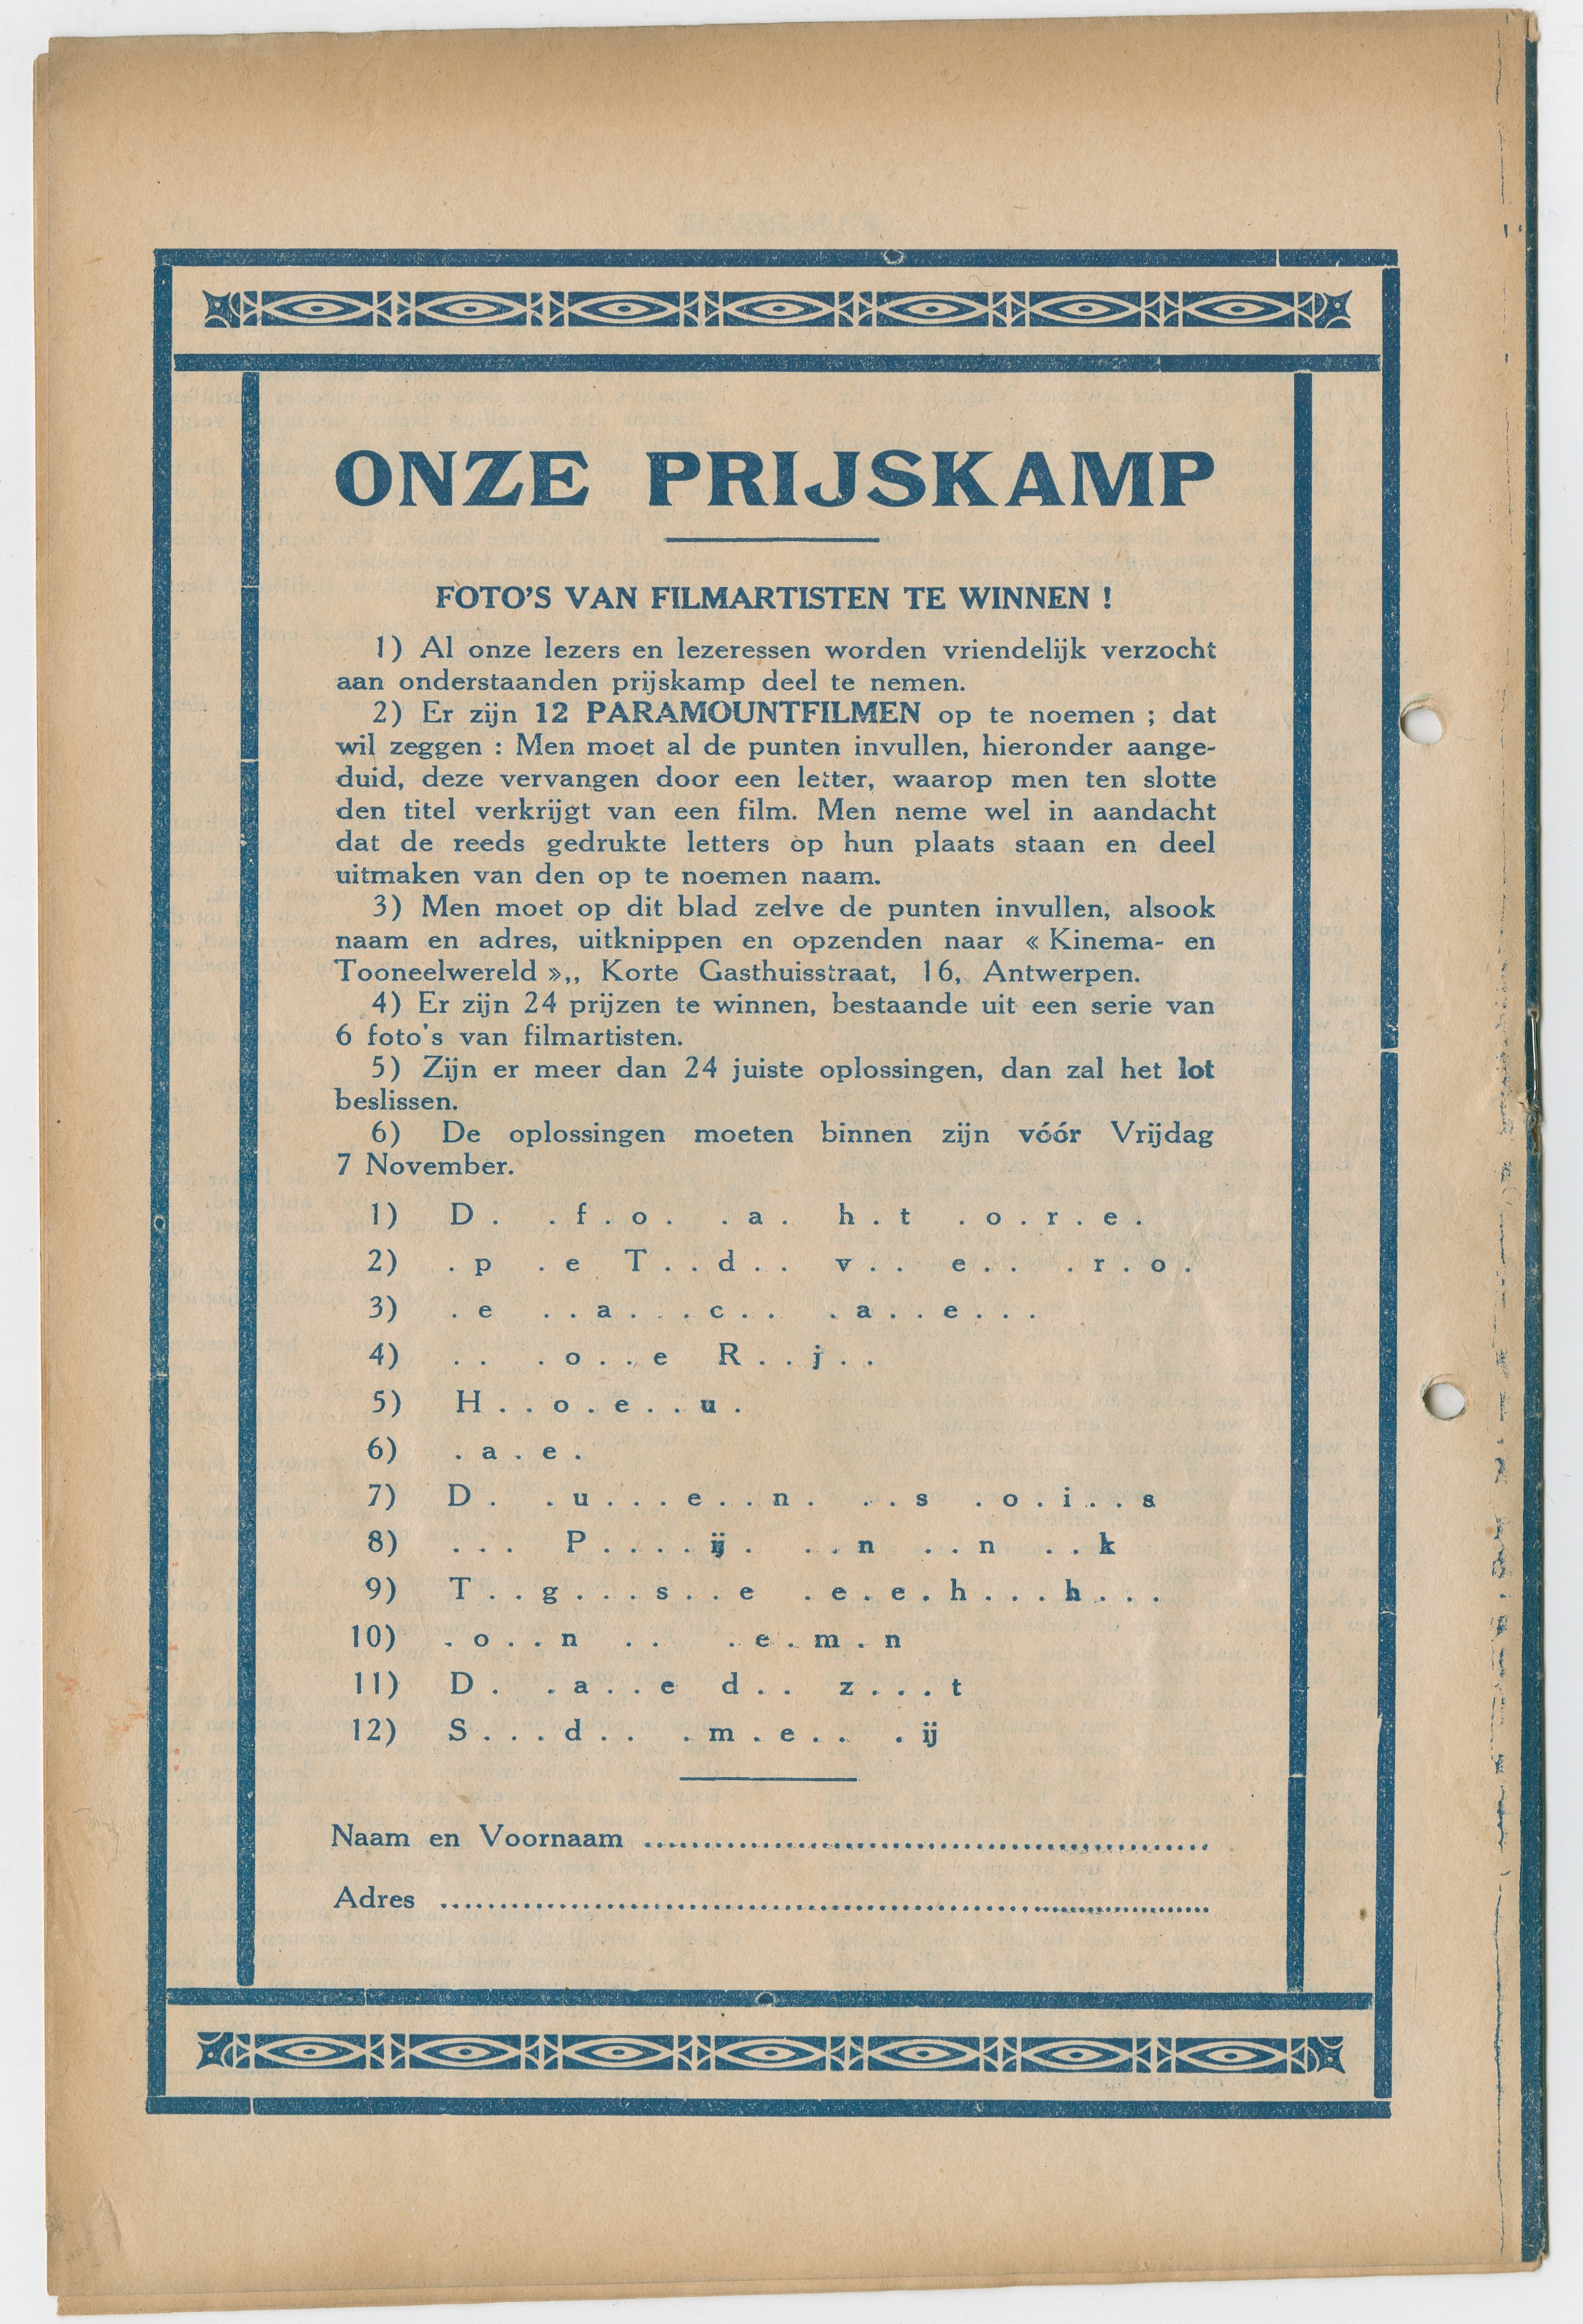 ONZE PRIJSKAMP
FOTO'S VAN FILMARTISTEN TE WINNEN !
1) Al onze lezers en lezeressen worden vriendelijk verzocht
aan onderstaanden prijskamp deel te nemen.
2) Er zijn 12 PARAMOUNTFILMEN op te noemen ; dat
wil zeggen : Men moet al de punten invullen, hieronder aange-
duid, deze vervangen door een letter, waarop men ten slotte
den titel verkrijgt van een film. Men neme wel in aandacht
dat de reeds gedrukte letters op hun plaats staan en deel
uitmaken van den op te noemen naam.
3) Men moet op dit blad zelve de punten invullen, alsook
naam en adres, uitknippen en opzenden naar « Kinema- en
Tooneelwereld »,, Korte Gasthuisstraat, 16, Antwerpen.
4) Er zijn 24 prijzen te winnen, bestaande uit een serie van
6 foto's van filmartisten.
5) Zijn er meer dan 24 juiste oplossingen, dan zal het lot
beslissen.
6) De oplossingen moeten binnen zijn vóór Vrijdag
7 November.
1) D . . f . o . . a . h . t . o . r . e .
2) . p . e T . . d . . v . . e . . . r . o .
3) . e . . a . . . c . . . a . . e . . .
4) . . . o . . e R . . j . .
5) H . . o . e . . u .
6) . a . e .
7) D . . u . . . e . . n . . . s . o . i . . s
8) . . . P . . . . ij . . . n . . n . . k
9) T . . g . . . s . . e . e . e . h . . . h . . .
10) . o . . n . . . e . m . n
11) D . . a . . e d . . z . . . t
12) S . . . d . . . m . e . . . ij
Naam en Voornaam ........................................................
Adres ............................................................................